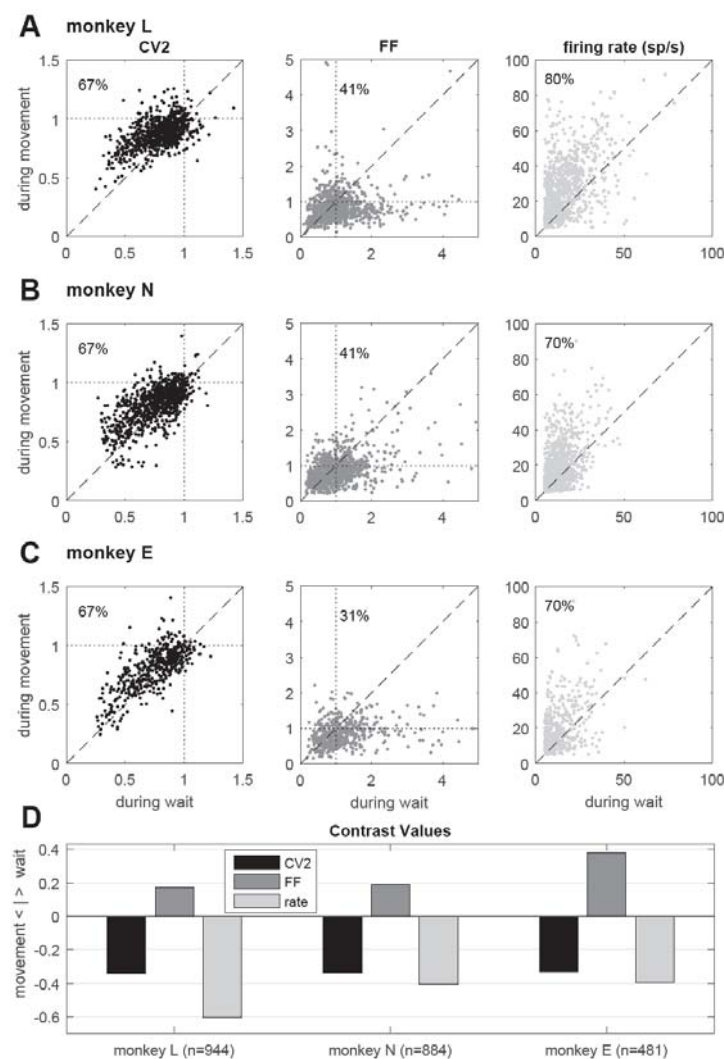 A monkey L
CV2 FF firing rate (sp/s)
1.5 5 100
67% 41% 80%
4 80
1 3 60
during movement
2 40
0.5
1 20
0 0 0
0 0.5 1 1.5 0 2 4 0 50 100
B monkey N
1.5 5 100
67% 41% 70%
4 80
1 3 60
during movement
2 40
0.5
1 20
0 0 0
0 0.5 1 1.5 0 2 4 0 50 100
C monkey E
1.5 5 100
67% 31% 70%
4 80
1 3 60
during movement
2 40
0.5
1 20
0 0 0
0 0.5 1 1.5 0 2 4 0 50 100
during wait during wait during wait
D Contrast Values
movement < | > wait
0.4
0.2
0
-0.2
-0.4
-0.6
CV2
FF
rate
monkey L (n=944) monkey N (n=884) monkey E (n=481)